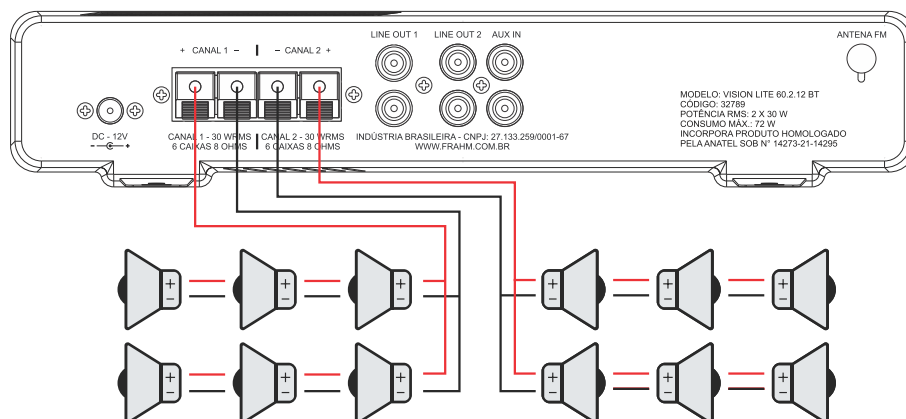 LINE OUT 1 LINE OUT 2 AUX IN
ANTENA FM
+ CANAL 1 - - CANAL 2 +
DC - 12V
- +
CANAL 1 - 30 WRMS
6 CAIXAS 8 OHMS
CANAL 2 - 30 WRMS
6 CAIXAS 8 OHMS
INDÚSTRIA BRASILEIRA - CNPJ: 27.133.259/0001-67
WWW.FRAHM.COM.BR
MODELO: VISION LITE 60.2.12 BT
CÓDIGO: 32789
POTÊNCIA RMS: 2 X 30 W
CONSUMO MÁX.: 72 W
INCORPORA PRODUTO HOMOLOGADO
PELA ANATEL SOB N° 14273-21-14295
+ + + + + +
- - - - - -
+ + + + + +
- - - - - -